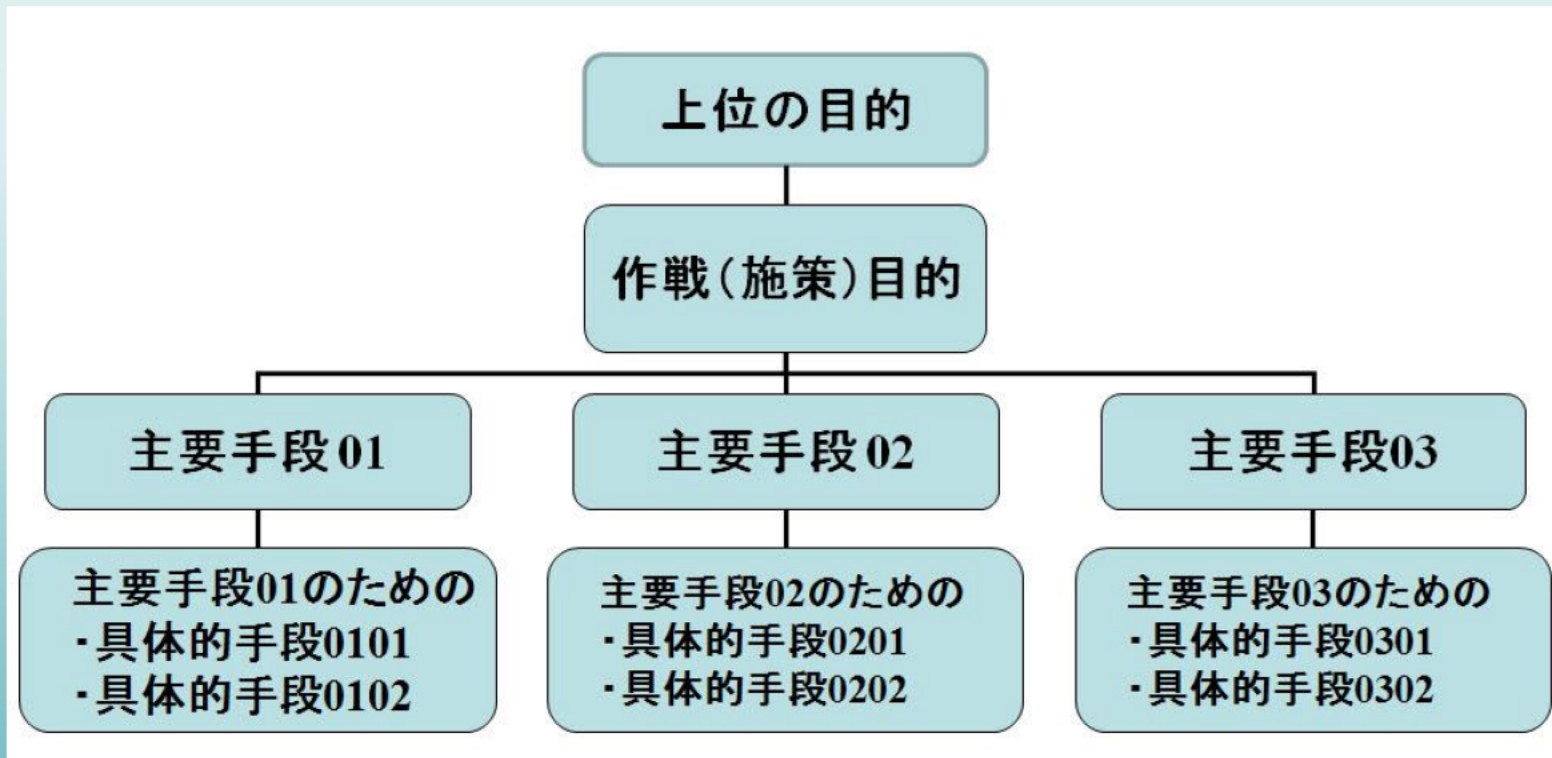 上位の目的
作戦(施策)目的
主要手段01
主要手段02
主要手段03
主要手段01のための
・具体的手段0101
・具体的手段0102
主要手段02のための
・具体的手段0201
・具体的手段0202
主要手段03のための
・具体的手段0301
・具体的手段0302